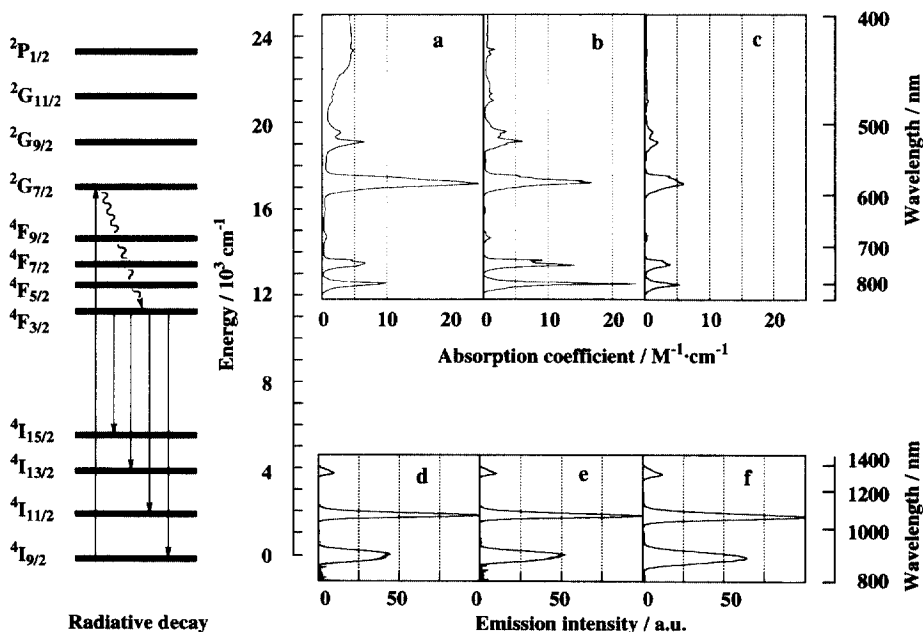 ²P₁/₂
²G₁₁/₂
²G₉/₂
²G₇/₂
⁴F₉/₂
⁴F₇/₂
⁴F₅/₂
⁴F₃/₂
⁴I₁₅/₂
⁴I₁₃/₂
⁴I₁₁/₂
⁴I₉/₂
Radiative decay
Energy / 10³ cm⁻¹
24
20
16
12
8
4
0
a
b
c
0 10 20 0 10 20 0 10 20
Absorption coefficient / M⁻¹·cm⁻¹
400
500
600
700
800
Wavelength / nm
d
e
f
0 50 0 50 0 50
Emission intensity / a.u.
1400
1100
1000
800
Wavelength / nm